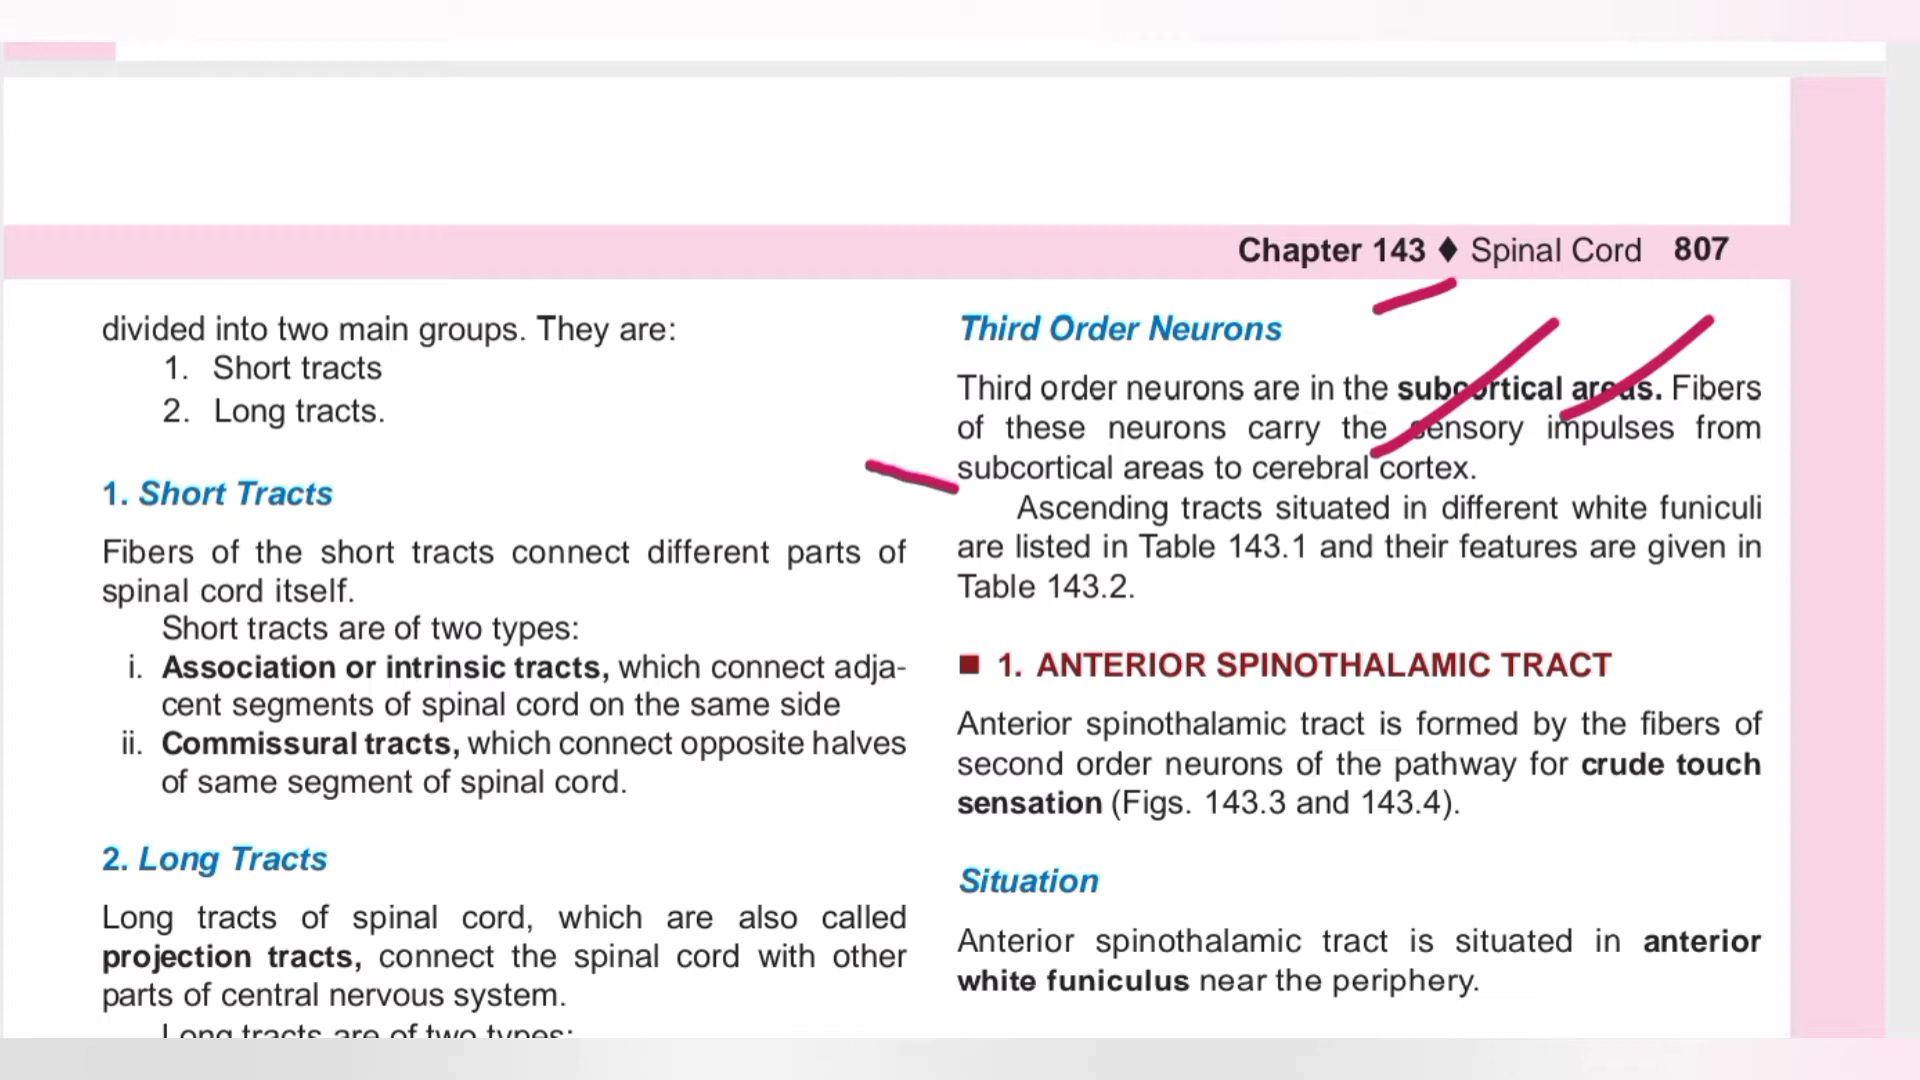 Chapter 143 ♦ Spinal Cord 807
divided into two main groups. They are:
1. Short tracts
2. Long tracts.
1. Short Tracts
Fibers of the short tracts connect different parts of
spinal cord itself.
Short tracts are of two types:
i. Association or intrinsic tracts, which connect adja-
cent segments of spinal cord on the same side
ii. Commissural tracts, which connect opposite halves
of same segment of spinal cord.
2. Long Tracts
Long tracts of spinal cord, which are also called
projection tracts, connect the spinal cord with other
parts of central nervous system.
Long tracts are of two types:
Third Order Neurons
Third order neurons are in the subcortical areas. Fibers
of these neurons carry the sensory impulses from
subcortical areas to cerebral cortex.
Ascending tracts situated in different white funiculi
are listed in Table 143.1 and their features are given in
Table 143.2.
■ 1. ANTERIOR SPINOTHALAMIC TRACT
Anterior spinothalamic tract is formed by the fibers of
second order neurons of the pathway for crude touch
sensation (Figs. 143.3 and 143.4).
Situation
Anterior spinothalamic tract is situated in anterior
white funiculus near the periphery.